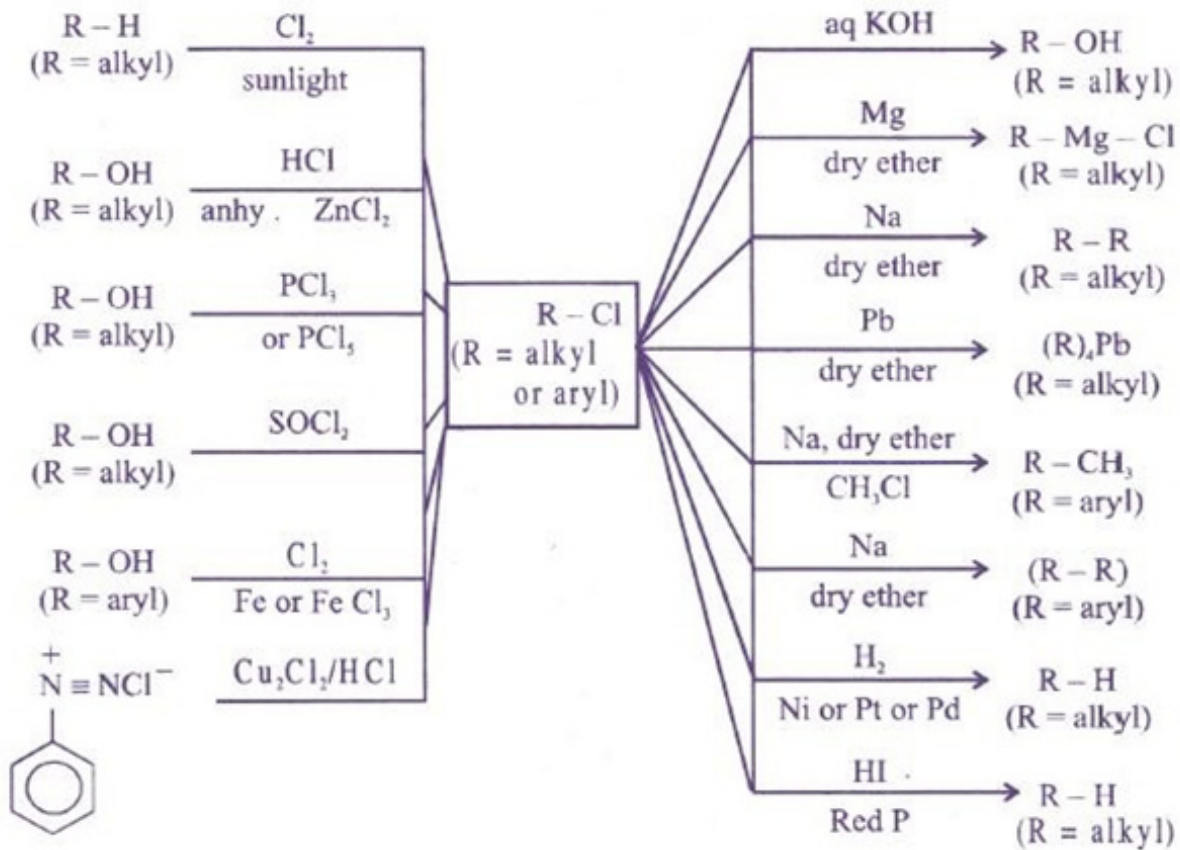 R – H
(R = alkyl)
Cl₂
sunlight
R – OH
(R = alkyl)
HCl
anhy . ZnCl₂
R – OH
(R = alkyl)
PCl₃
or PCl₅
R – OH
(R = alkyl)
SOCl₂
R – OH
(R = aryl)
Cl₂
Fe or Fe Cl₃
+
N ≡ NCl⁻
Cu₂Cl₂/HCl
R – Cl
(R = alkyl
or aryl)
aq KOH
R – OH
(R = alkyl)
Mg
dry ether
R – Mg – Cl
(R = alkyl)
Na
dry ether
R – R
(R = alkyl)
Pb
dry ether
(R)₄Pb
(R = alkyl)
Na, dry ether
CH₃Cl
R – CH₃
(R = aryl)
Na
dry ether
(R – R)
(R = aryl)
H₂
Ni or Pt or Pd
R – H
(R = alkyl)
HI
Red P
R – H
(R = alkyl)